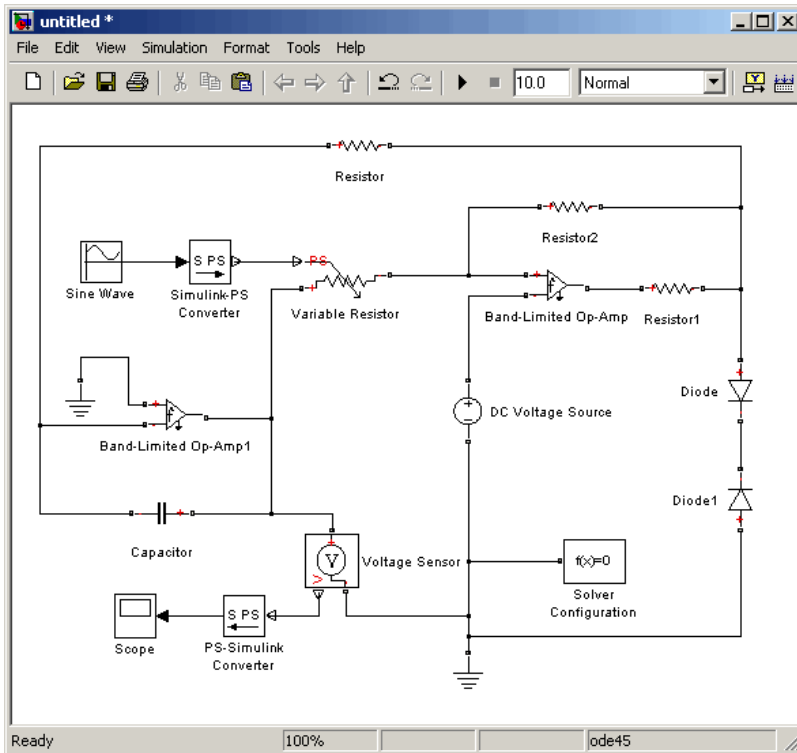 untitled *
File Edit View Simulation Format Tools Help
10.0 Normal
Resistor
Resistor2
PS
S PS
Sine Wave
Simulink-PS
Converter
Variable Resistor
Band-Limited Op-Amp
Resistor1
Diode
DC Voltage Source
Band-Limited Op-Amp1
Diode1
Capacitor
V
V
Voltage Sensor
f(x)=0
Solver
Configuration
S PS
Scope
PS-Simulink
Converter
Ready 100% ode45